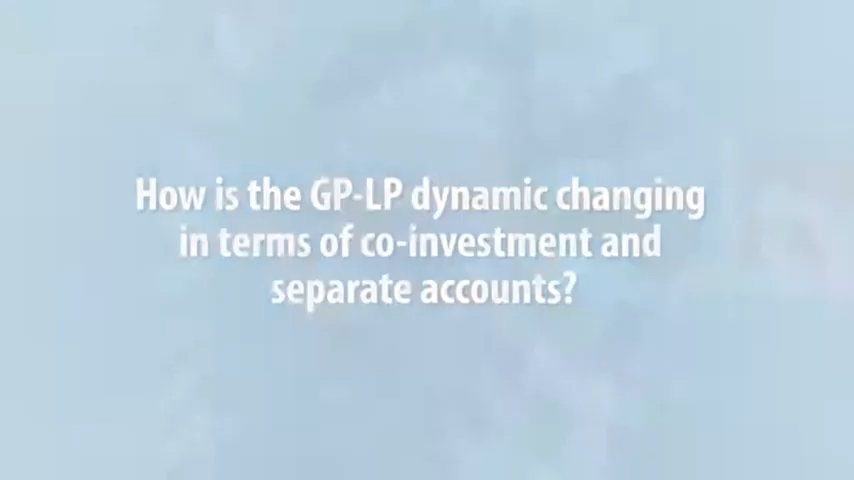 How is the GP-LP dynamic changing
in terms of co-investment and
separate accounts?